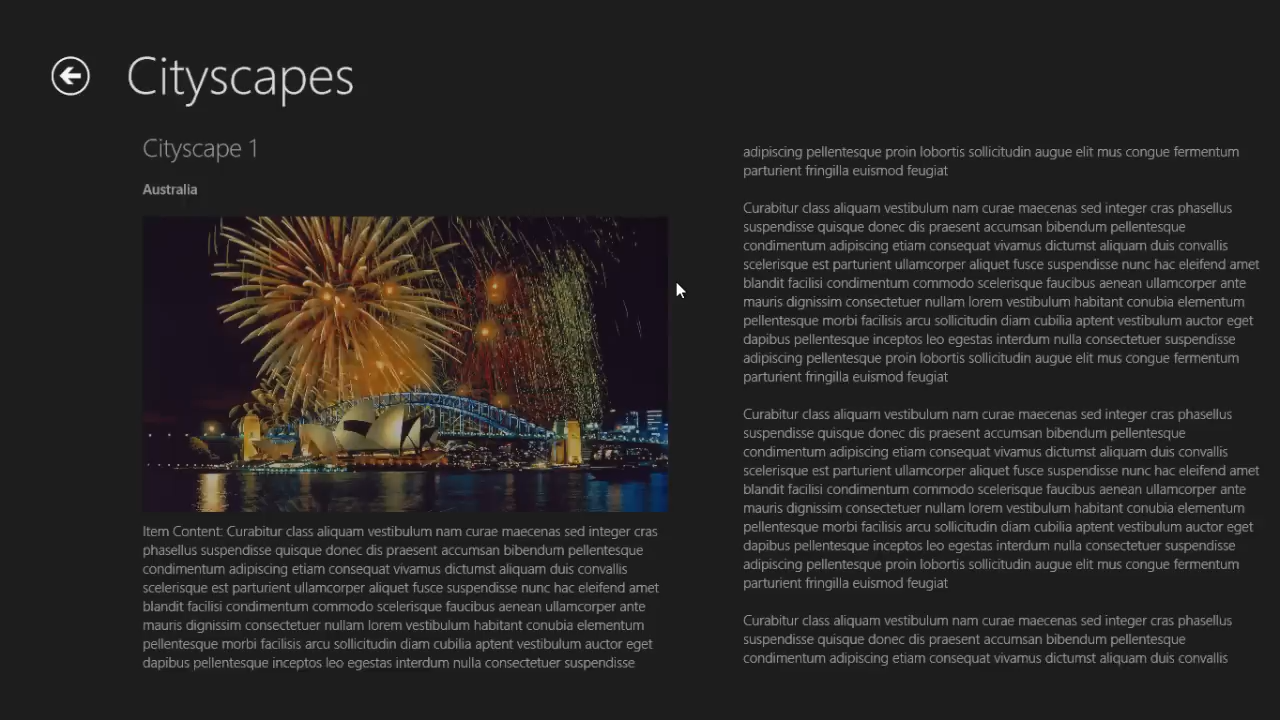 Cityscapes
Cityscape 1
Australia
Item Content: Curabitur class aliquam vestibulum nam curae maecenas sed integer cras
phasellus suspendisse quisque donec dis praesent accumsan bibendum pellentesque
condimentum adipiscing etiam consequat vivamus dictumst aliquam duis convallis
scelerisque est parturient ullamcorper aliquet fusce suspendisse nunc hac eleifend amet
blandit facilisi condimentum commodo scelerisque faucibus aenean ullamcorper ante
mauris dignissim consectetuer nullam lorem vestibulum habitant conubia elementum
pellentesque morbi facilisis arcu sollicitudin diam cubilia aptent vestibulum auctor eget
dapibus pellentesque inceptos leo egestas interdum nulla consectetuer suspendisse
adipiscing pellentesque proin lobortis sollicitudin augue elit mus congue fermentum
parturient fringilla euismod feugiat
Curabitur class aliquam vestibulum nam curae maecenas sed integer cras phasellus
suspendisse quisque donec dis praesent accumsan bibendum pellentesque
condimentum adipiscing etiam consequat vivamus dictumst aliquam duis convallis
scelerisque est parturient ullamcorper aliquet fusce suspendisse nunc hac eleifend amet
blandit facilisi condimentum commodo scelerisque faucibus aenean ullamcorper ante
mauris dignissim consectetuer nullam lorem vestibulum habitant conubia elementum
pellentesque morbi facilisis arcu sollicitudin diam cubilia aptent vestibulum auctor eget
dapibus pellentesque inceptos leo egestas interdum nulla consectetuer suspendisse
adipiscing pellentesque proin lobortis sollicitudin augue elit mus congue fermentum
parturient fringilla euismod feugiat
Curabitur class aliquam vestibulum nam curae maecenas sed integer cras phasellus
suspendisse quisque donec dis praesent accumsan bibendum pellentesque
condimentum adipiscing etiam consequat vivamus dictumst aliquam duis convallis
scelerisque est parturient ullamcorper aliquet fusce suspendisse nunc hac eleifend amet
blandit facilisi condimentum commodo scelerisque faucibus aenean ullamcorper ante
mauris dignissim consectetuer nullam lorem vestibulum habitant conubia elementum
pellentesque morbi facilisis arcu sollicitudin diam cubilia aptent vestibulum auctor eget
dapibus pellentesque inceptos leo egestas interdum nulla consectetuer suspendisse
adipiscing pellentesque proin lobortis sollicitudin augue elit mus congue fermentum
parturient fringilla euismod feugiat
Curabitur class aliquam vestibulum nam curae maecenas sed integer cras phasellus
suspendisse quisque donec dis praesent accumsan bibendum pellentesque
condimentum adipiscing etiam consequat vivamus dictumst aliquam duis convallis